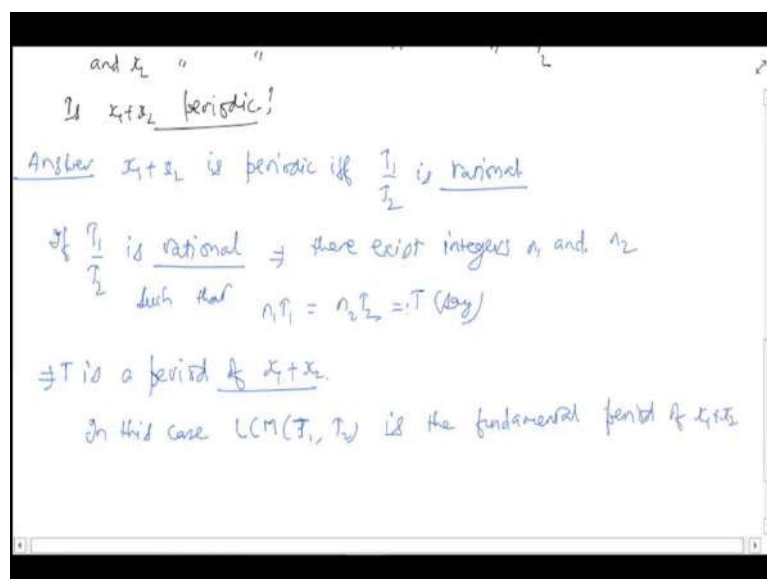 and x₂ " " " " T₂
Is x₁+x₂ periodic?
Answer x₁+x₂ is periodic iff T₁/T₂ is rational
If T₁/T₂ is rational ⇒ there exist integers n₁ and n₂
such that n₁T₁ = n₂T₂ =: T (say)
⇒ T is a period of x₁+x₂.
In this case LCM(T₁, T₂) is the fundamental period of x₁+x₂